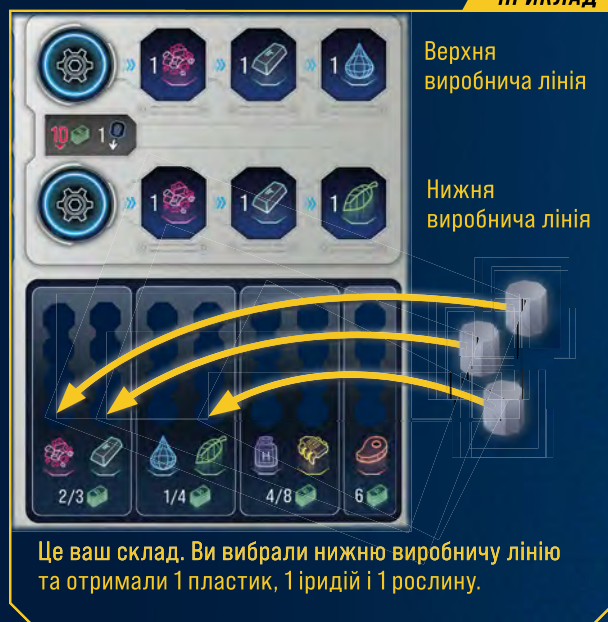 ПРИКЛАД
1 1 1
Верхня
виробнича лінія
10 1
1 1 1
Нижня
виробнича лінія
H
2/3 1/4 4/8 6
Це ваш склад. Ви вибрали нижню виробничу лінію
та отримали 1 пластик, 1 іридій і 1 рослину.